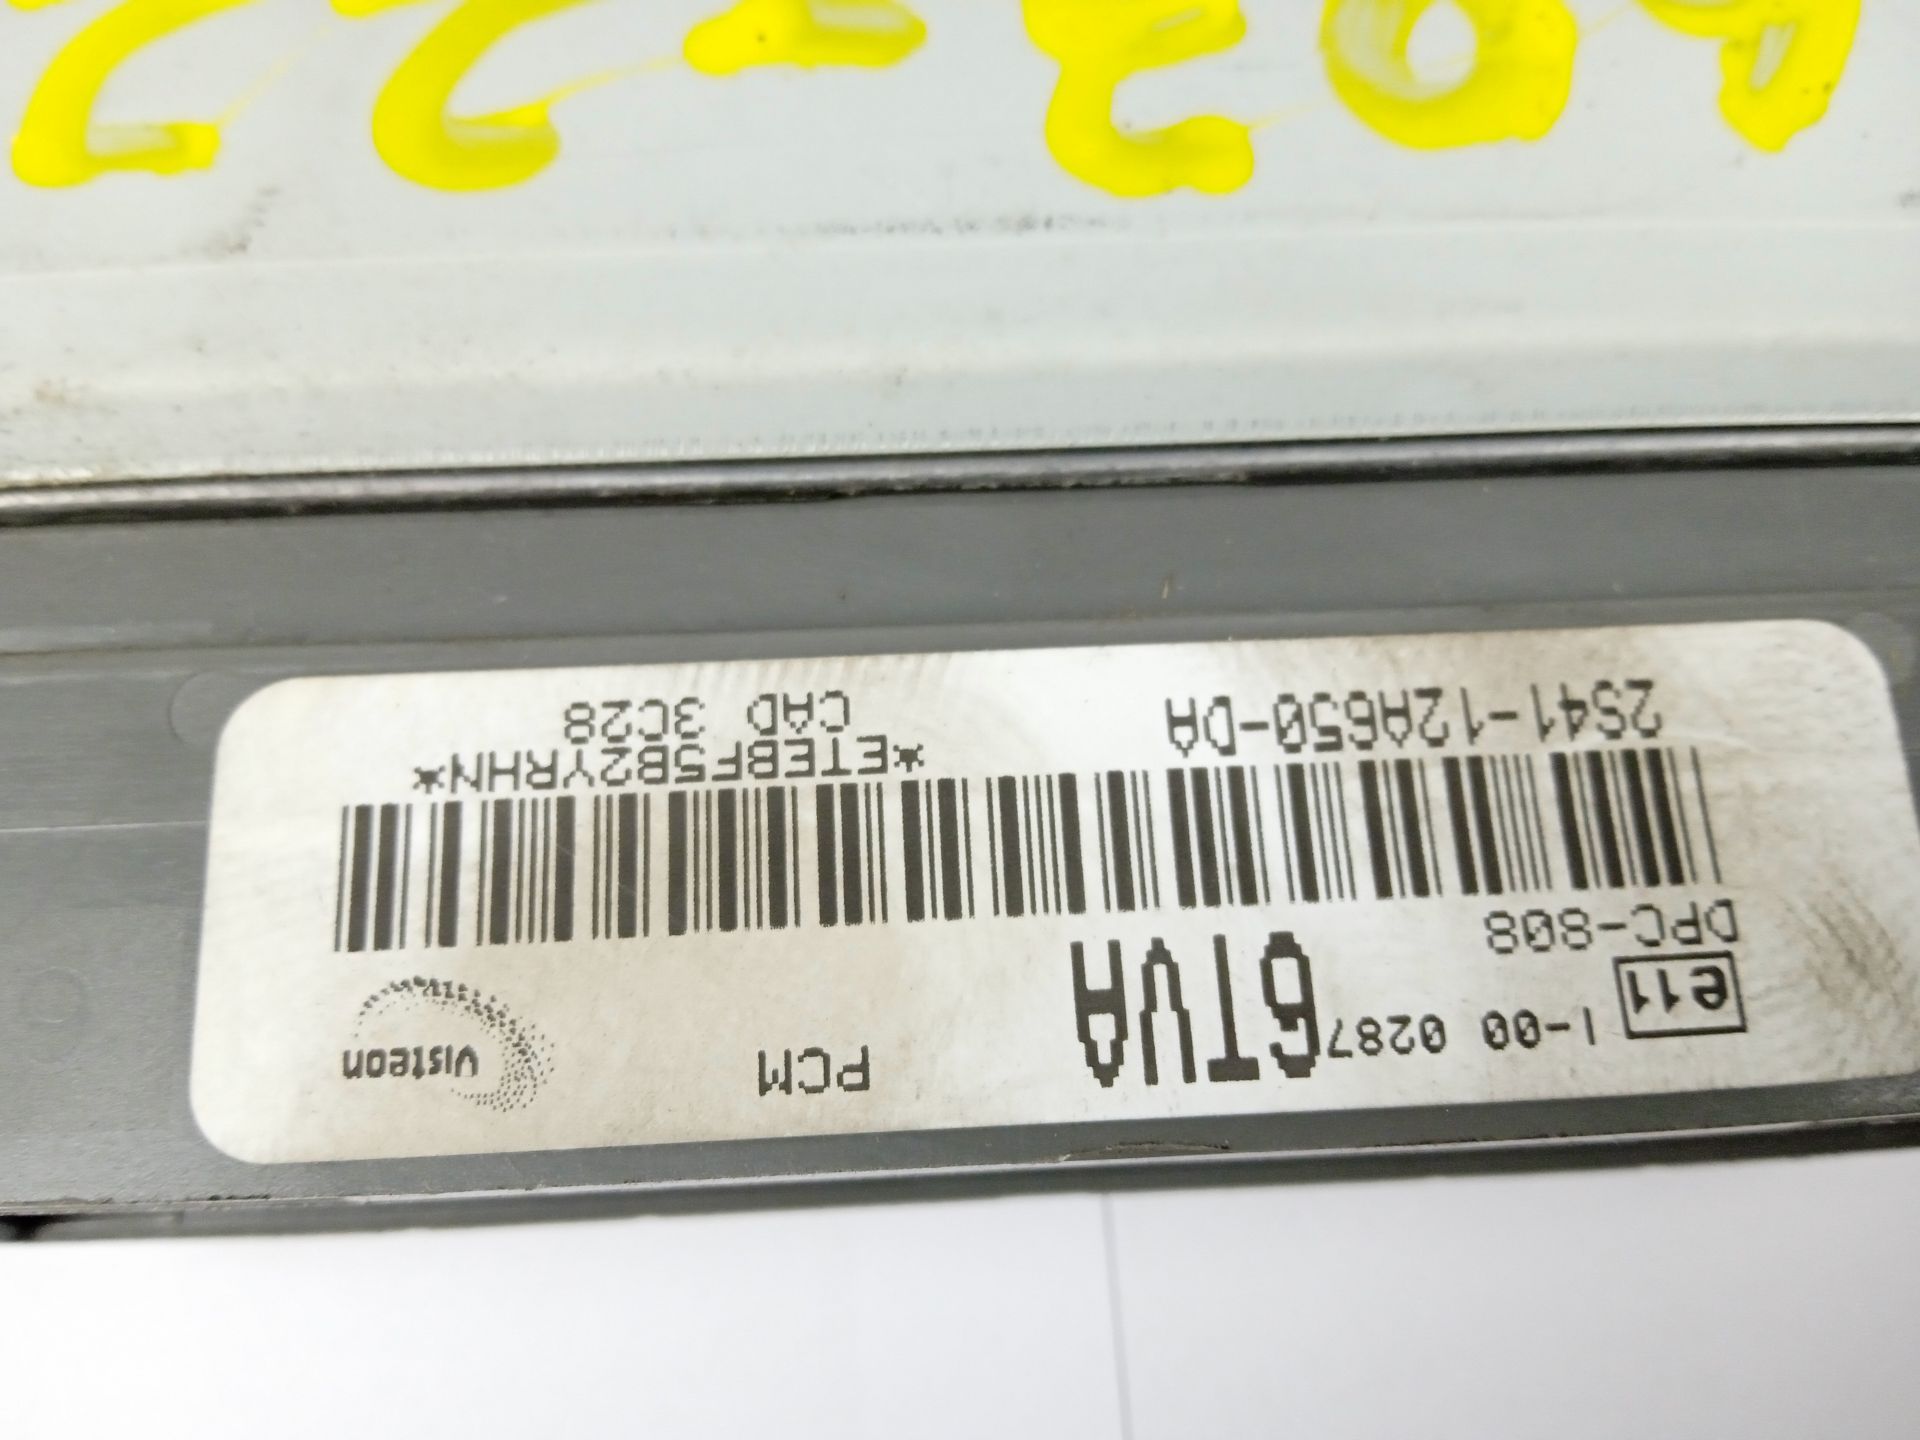 e11 I-00 0287 6TVA PCM Visteon
DPC-808
*ETEBF5B2YRHN*
2S41-12A650-DA CAD 3C28